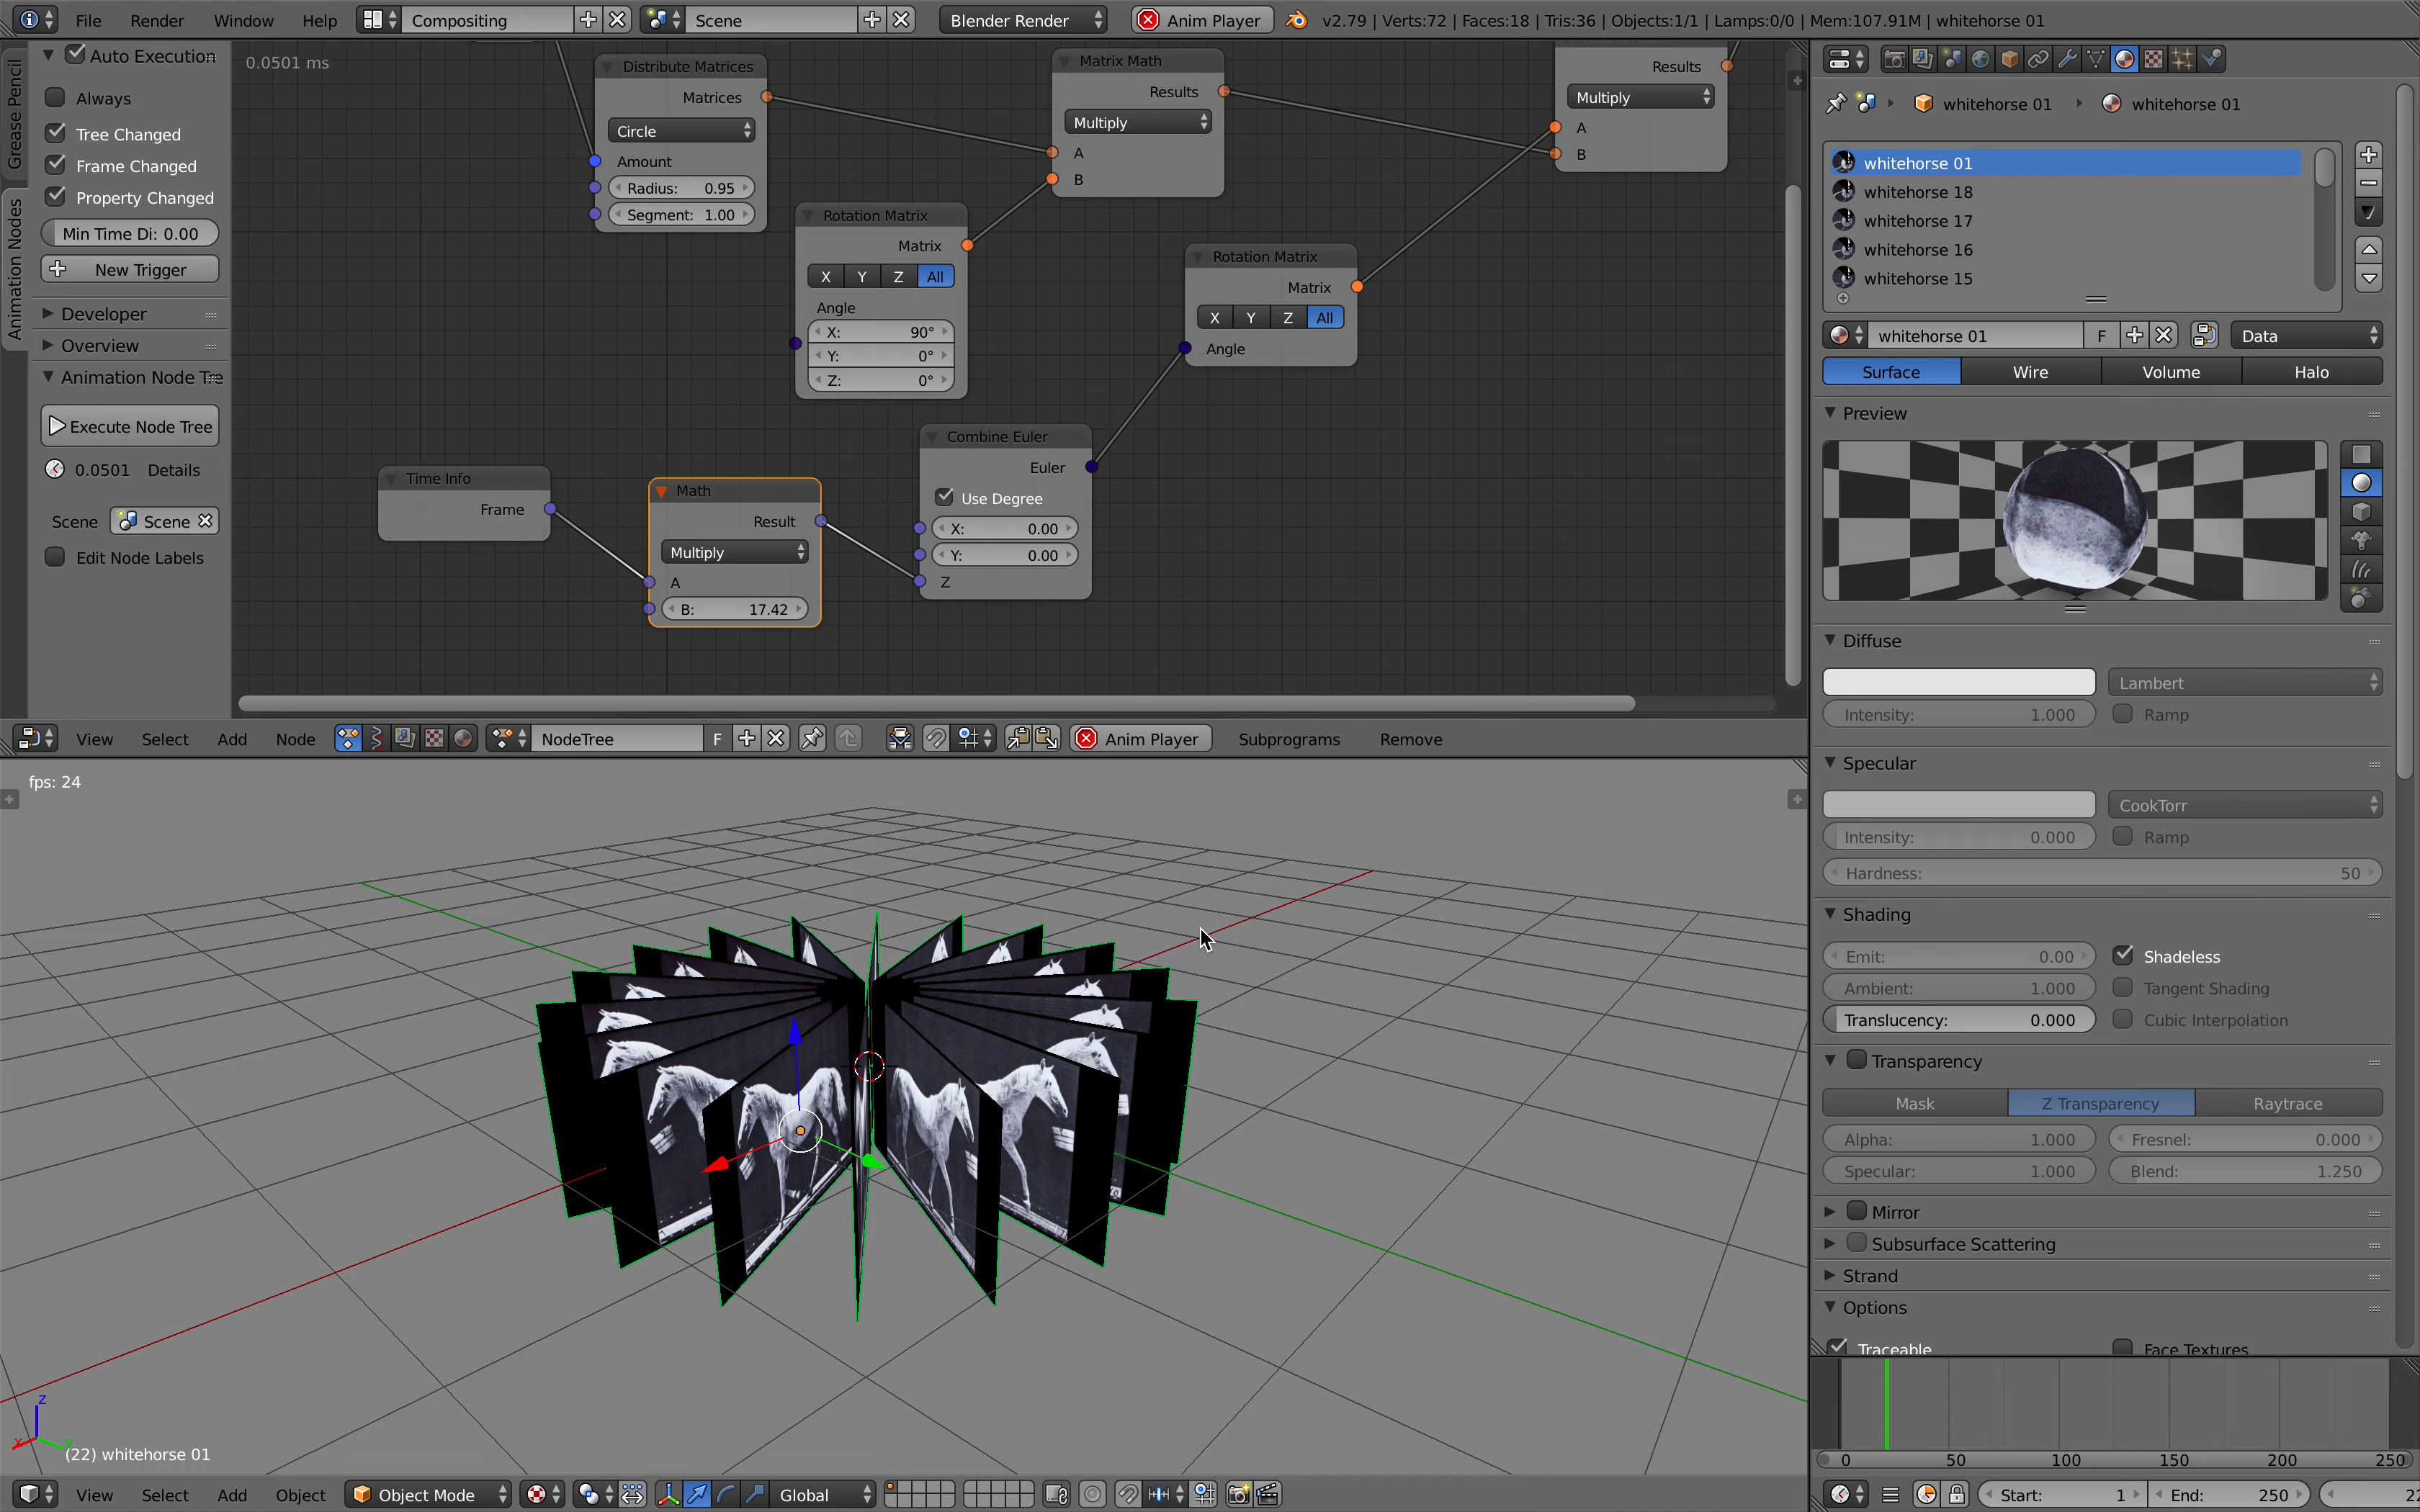 File Render Window Help Compositing Scene Blender Render Anim Player v2.79 | Verts:72 | Faces:18 | Tris:36 | Objects:1/1 | Lamps:0/0 | Mem:107.91M | whitehorse 01
Grease Pencil
Animation Nodes
Auto Execution
Always
Tree Changed
Frame Changed
Property Changed
Min Time Di: 0.00
New Trigger
Developer
Overview
Animation Node Tre
Execute Node Tree
0.0501 Details
Scene Scene
Edit Node Labels
0.0501 ms
Distribute Matrices
Matrices
Circle
Amount
Radius: 0.95
Segment: 1.00
Matrix Math
Results
Multiply
A
B
Results
Multiply
A
B
Rotation Matrix
Matrix
X Y Z All
Angle
X: 90°
Y: 0°
Z: 0°
Rotation Matrix
Matrix
X Y Z All
Angle
Time Info
Frame
Math
Result
Multiply
A
B: 17.42
Combine Euler
Euler
Use Degree
X: 0.00
Y: 0.00
Z
View Select Add Node NodeTree F Anim Player Subprograms Remove
fps: 24
z
x
y
(22) whitehorse 01
View Select Add Object Object Mode Global
whitehorse 01 whitehorse 01
whitehorse 01
whitehorse 18
whitehorse 17
whitehorse 16
whitehorse 15
whitehorse 01 F Data
Surface Wire Volume Halo
Preview
Diffuse
Lambert
Intensity: 1.000 Ramp
Specular
CookTorr
Intensity: 0.000 Ramp
Hardness: 50
Shading
Emit: 0.00 Shadeless
Ambient: 1.000 Tangent Shading
Translucency: 0.000 Cubic Interpolation
Transparency
Mask Z Transparency Raytrace
Alpha: 1.000 Fresnel: 0.000
Specular: 1.000 Blend: 1.250
Mirror
Subsurface Scattering
Strand
Options
Traceable Face Textures
0 50 100 150 200 250
Start: 1 End: 250 22